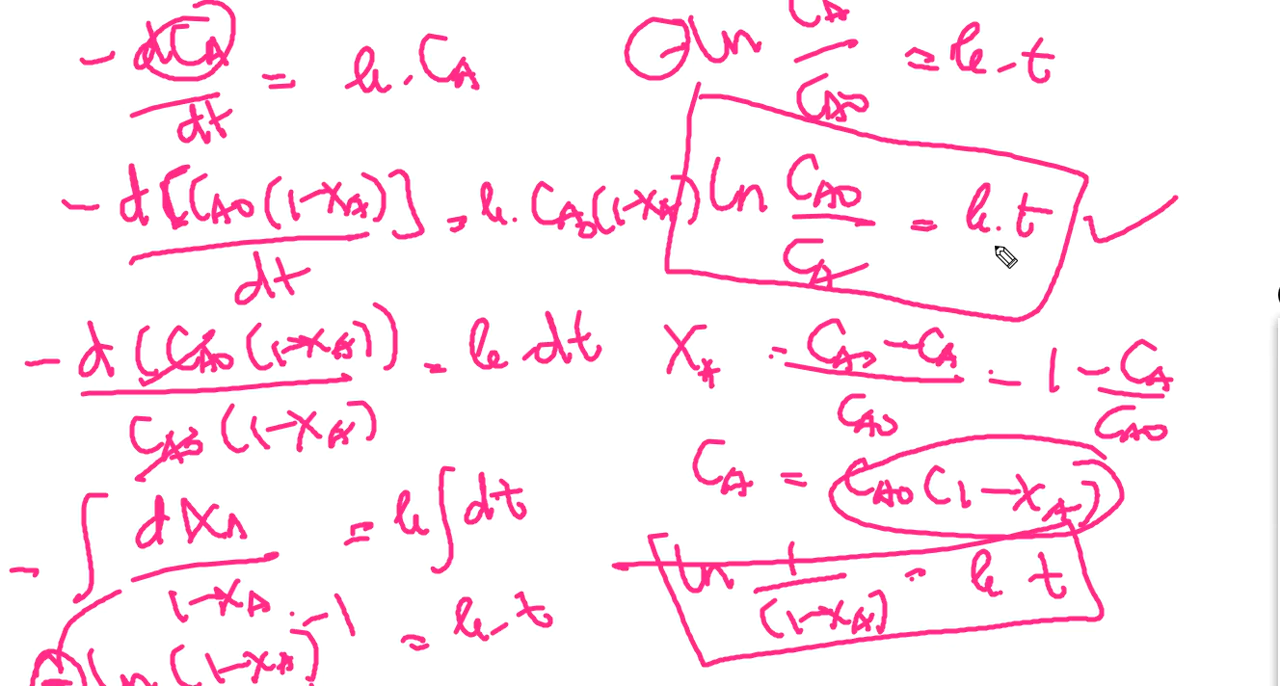 - dCA/dt = k.CA
- d[CA0(1-XA)]/dt = k.CA0(1-XA)
- d(CA0(1-XA))/CA0(1-XA) = k dt
- ∫ dXA/1-XA = k∫dt
- ln(1-XA)^-1 = k-t
- ln CA/CA0 = k-t
ln CA0/CA = k.t
XA = CA0-CA/CA0 = 1-CA/CA0
CA = CA0(1-XA)
ln 1/(1-XA) = k t